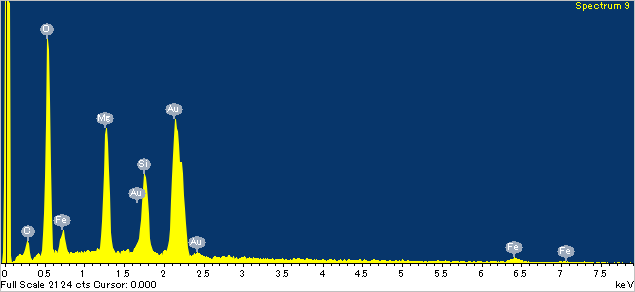 Spectrum 9
O
Mg
Au
Si
Au
C
Fe
Au
Fe
Fe
0 0.5 1 1.5 2 2.5 3 3.5 4 4.5 5 5.5 6 6.5 7 7.5
Full Scale 2124 cts Cursor: 0.000 keV